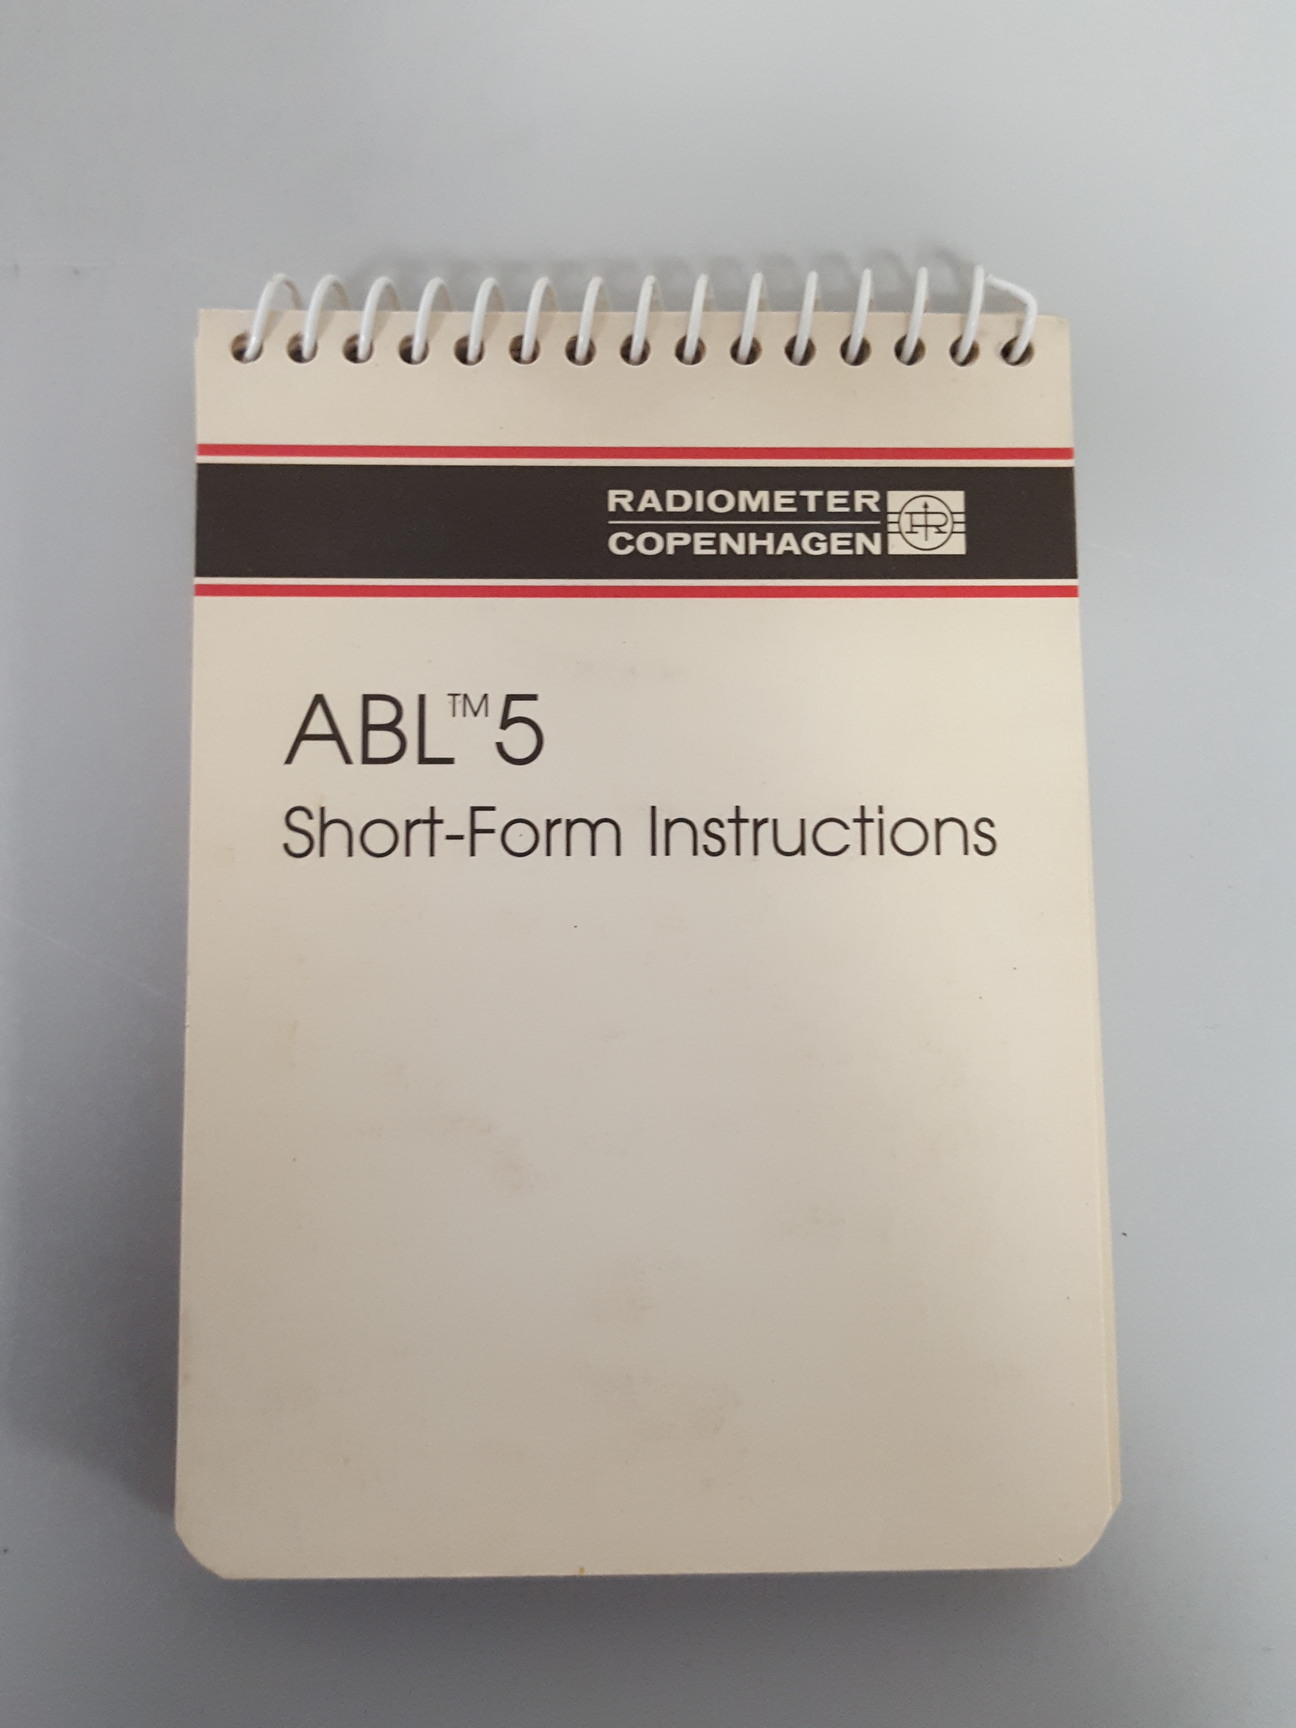 RADIOMETER
COPENHAGEN
ABL™5
Short-Form Instructions